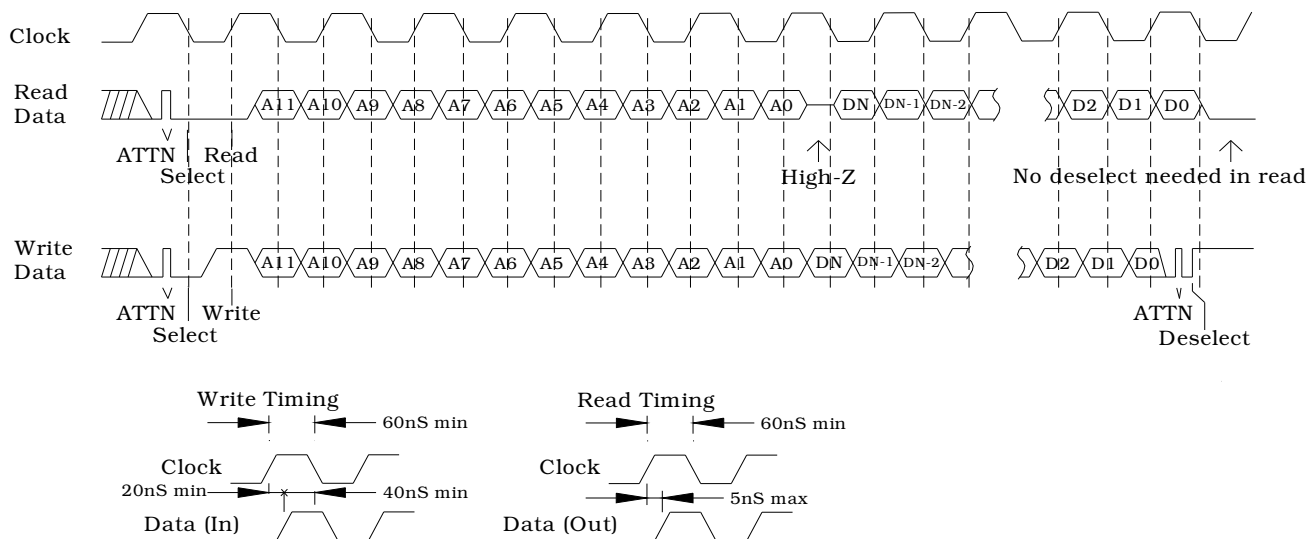 Clock
Read Data
A11 A10 A9 A8 A7 A6 A5 A4 A3 A2 A1 A0 DN DN-1 DN-2 D2 D1 D0
ATTN Read
Select
High-Z
No deselect needed in read
Write Data
A11 A10 A9 A8 A7 A6 A5 A4 A3 A2 A1 A0 DN DN-1 DN-2 D2 D1 D0
ATTN Write
Select
ATTN
Deselect
Write Timing
60nS min
Clock
20nS min
40nS min
Data (In)
Read Timing
60nS min
Clock
5nS max
Data (Out)